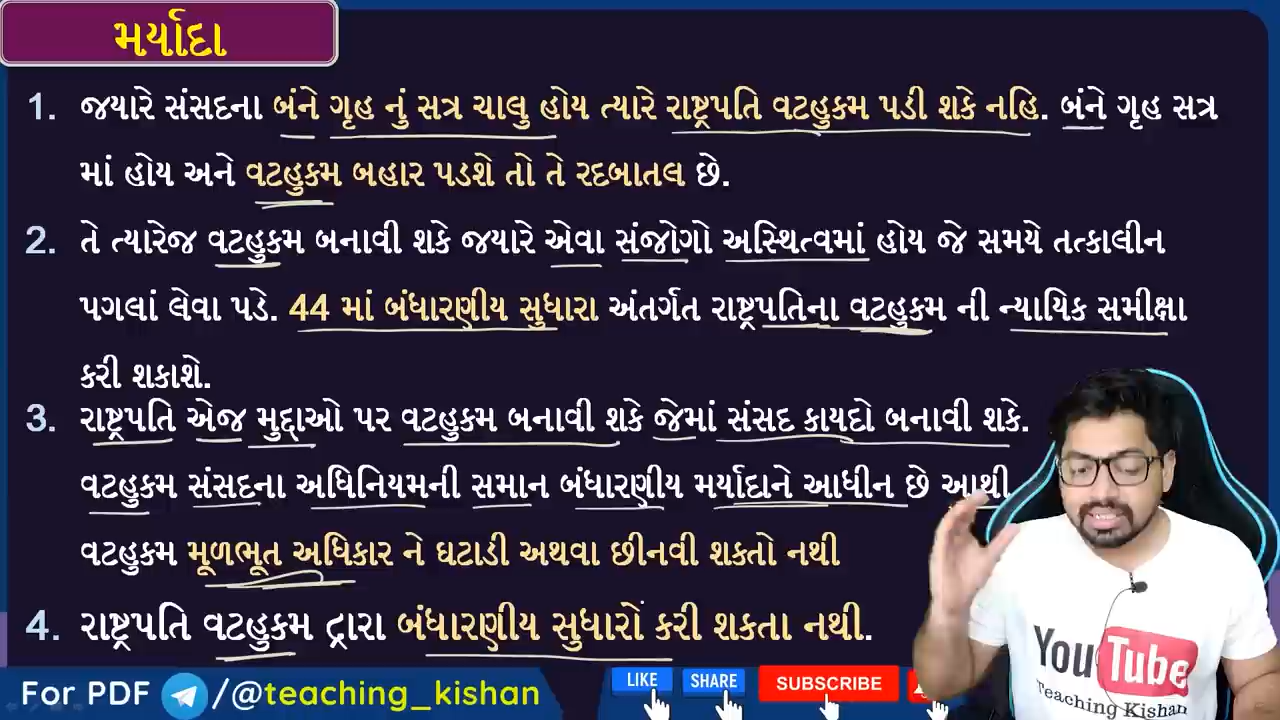 મર્યાદા
1. જયારે સંસદના બંને ગૃહ નું સત્ર ચાલુ હોય ત્યારે રાષ્ટ્રપતિ વટહુકમ પડી શકે નહિ. બંને ગૃહ સત્ર
માં હોય અને વટહુકમ બહાર પડશે તો તે રદબાતલ છે.
2. તે ત્યારેજ વટહુકમ બનાવી શકે જયારે એવા સંજોગો અસ્થિત્વમાં હોય જે સમયે તત્કાલીન
પગલાં લેવા પડે. 44 માં બંધારણીય સુધારા અંતર્ગત રાષ્ટ્રપતિના વટહુકમ ની ન્યાયિક સમીક્ષા
કરી શકાશે.
3. રાષ્ટ્રપતિ એજ મુદ્દાઓ પર વટહુકમ બનાવી શકે જેમાં સંસદ કાયદો બનાવી શકે.
વટહુકમ સંસદના અધિનિયમની સમાન બંધારણીય મર્યાદાને આધીન છે આથી
વટહુકમ મૂળભૂત અધિકાર ને ઘટાડી અથવા છીનવી શકતો નથી
4. રાષ્ટ્રપતિ વટહુકમ દ્રારા બંધારણીય સુધારો કરી શકતા નથી.
You Tube
Teaching Kishan
For PDF /@teaching_kishan
LIKE SHARE SUBSCRIBE